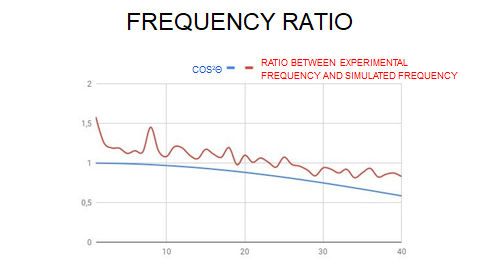 FREQUENCY RATIO
COS²Θ
RATIO BETWEEN EXPERIMENTAL
FREQUENCY AND SIMULATED FREQUENCY
2
1,5
1
0,5
0
10
20
30
40